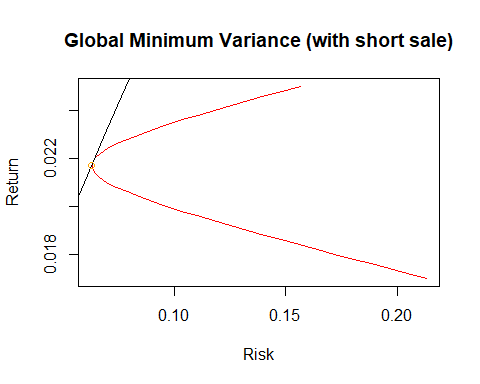 Global Minimum Variance (with short sale)
Return
0.022
0.018
0.10 0.15 0.20
Risk